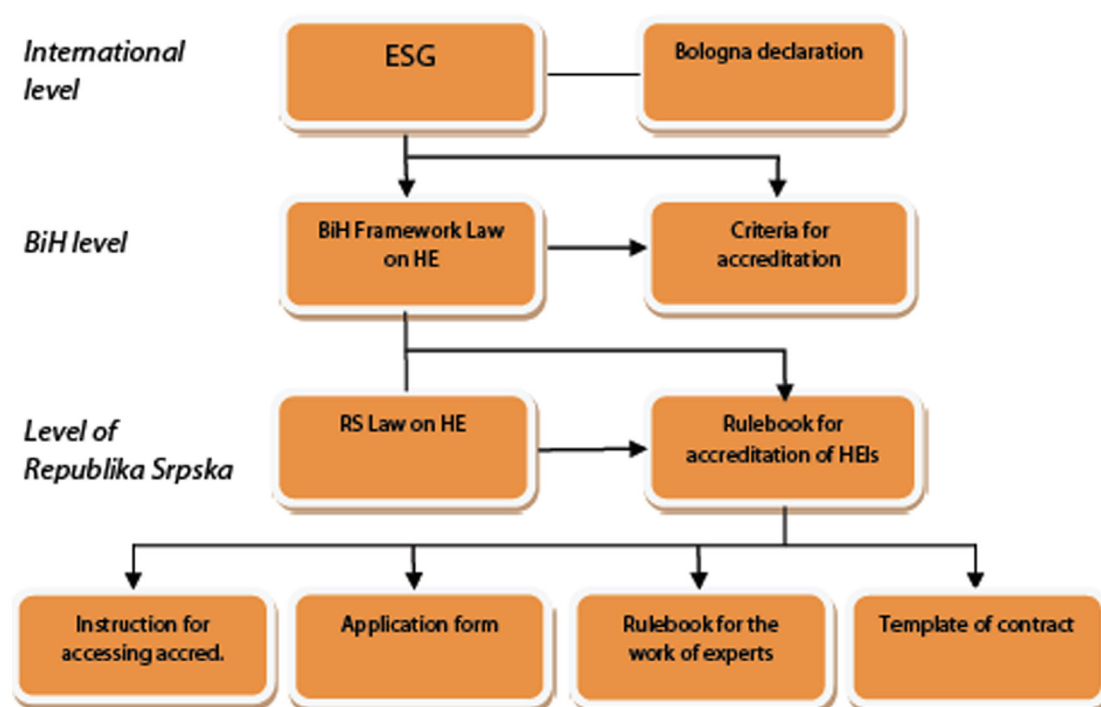 International
level
ESG
Bologna declaration
BiH level
BiH Framework Law
on HE
Criteria for
accreditation
Level of
Republika Srpska
RS Law on HE
Rulebook for
accreditation of HEIs
Instruction for
accessing accred.
Application form
Rulebook for the
work of experts
Template of contract